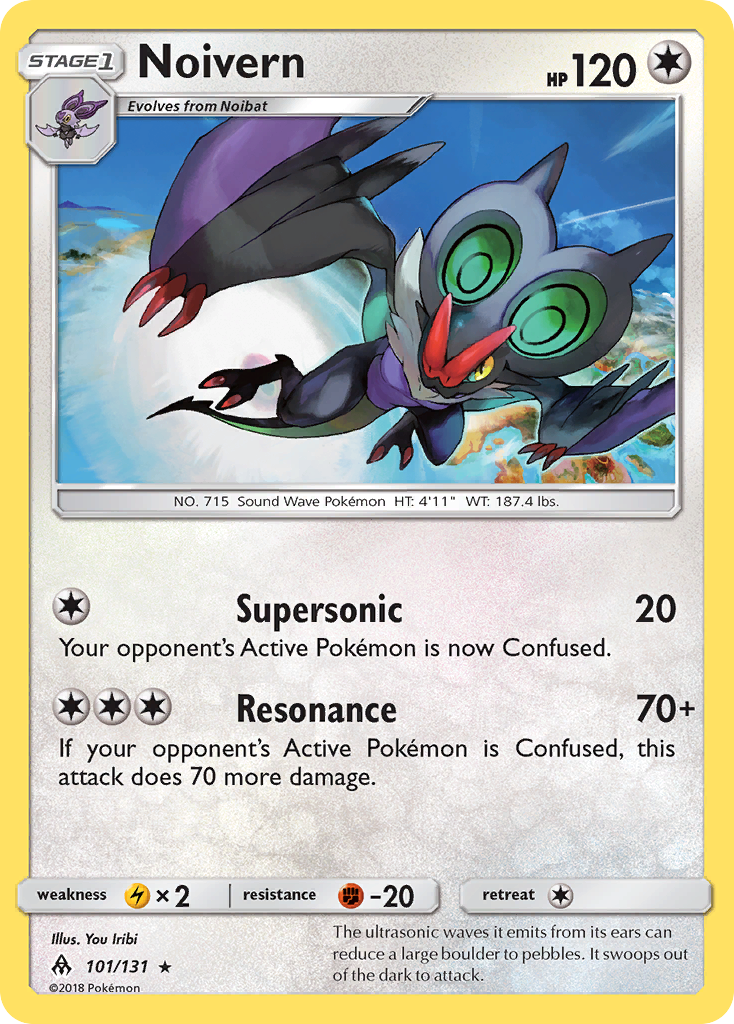 STAGE1
Noivern
HP 120
Evolves from Noibat
NO. 715 Sound Wave Pokémon HT: 4'11" WT: 187.4 lbs.
Supersonic 20
Your opponent's Active Pokémon is now Confused.
Resonance 70+
If your opponent's Active Pokémon is Confused, this
attack does 70 more damage.
weakness ×2 resistance -20 retreat
Illus. You Iribi
101/131 ★
©2018 Pokémon
The ultrasonic waves it emits from its ears can
reduce a large boulder to pebbles. It swoops out
of the dark to attack.